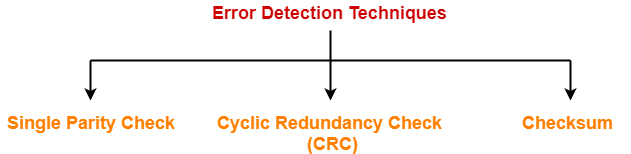 Error Detection Techniques
Single Parity Check
Cyclic Redundancy Check
(CRC)
Checksum